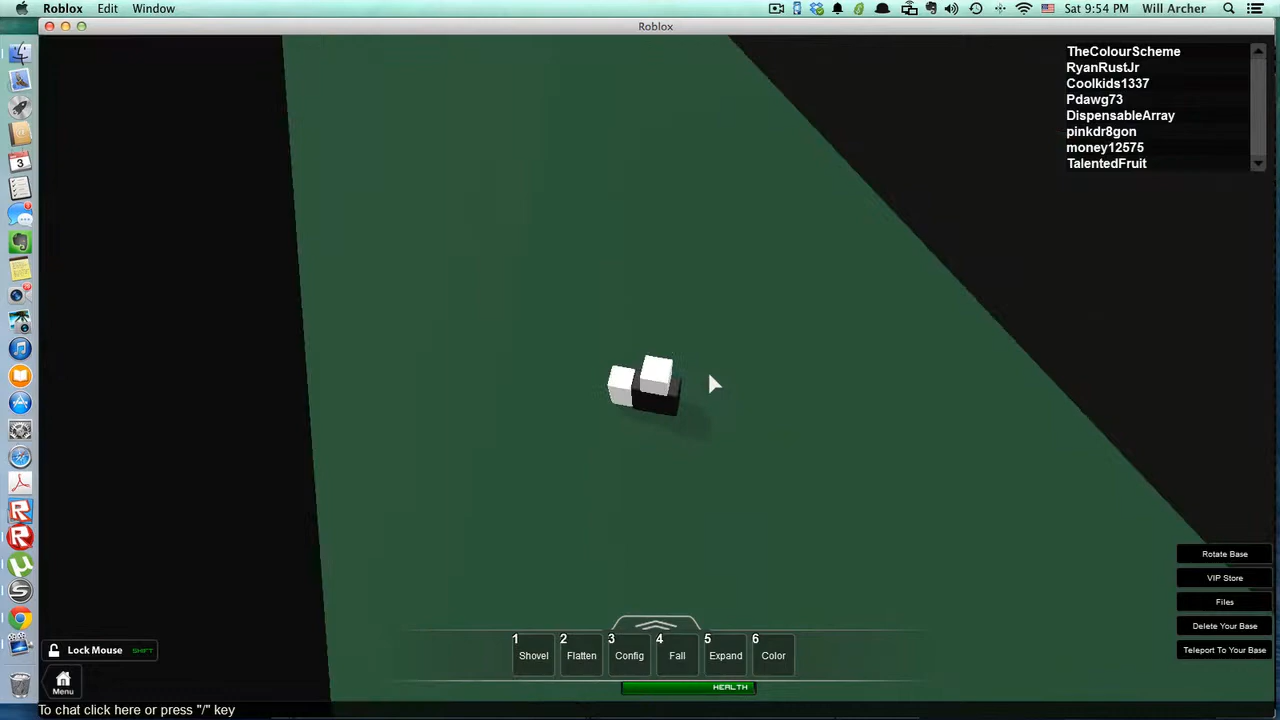 Roblox Edit Window Sat 9:54 PM Will Archer
Roblox
TheColourScheme
RyanRustJr
Coolkids1337
Pdawg73
DispensableArray
pinkdr8gon
money12575
TalentedFruit
3
Rotate Base
VIP Store
Files
Delete Your Base
Teleport To Your Base
1 Shovel
2 Flatten
3 Config
4 Fall
5 Expand
6 Color
Lock Mouse SHIFT
Menu
HEALTH
To chat click here or press "/" key